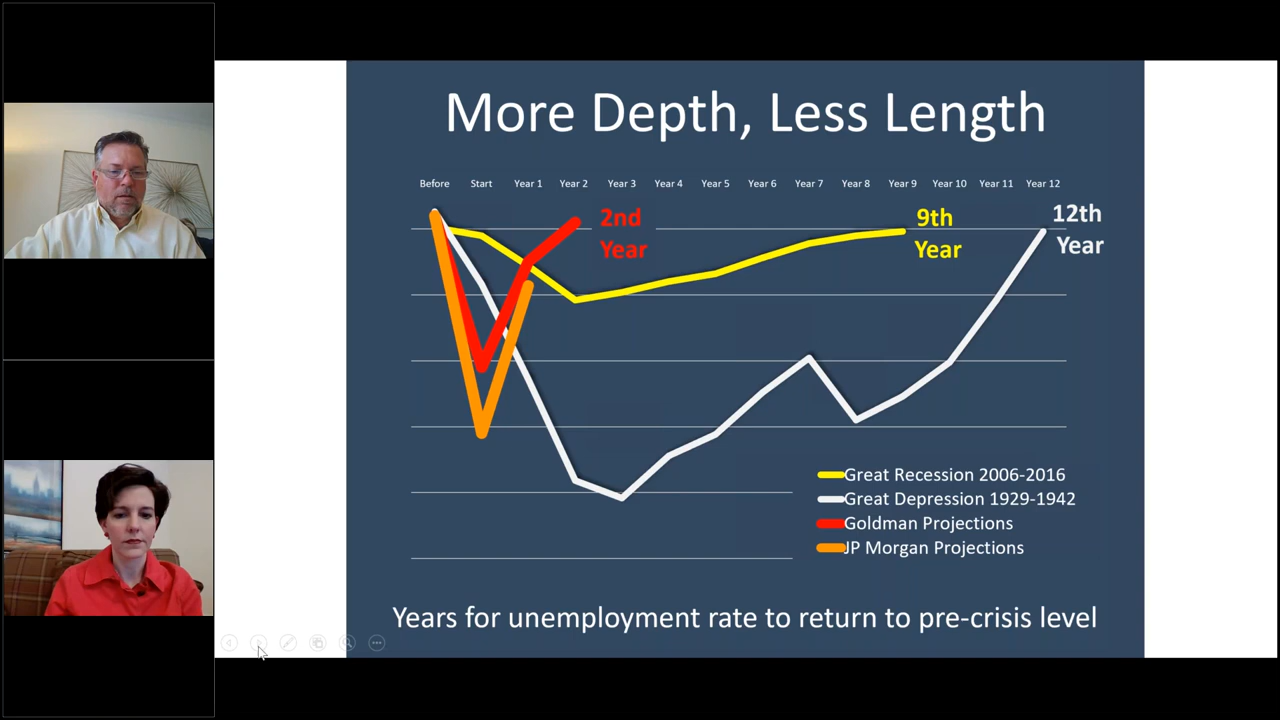 More Depth, Less Length
Before Start Year 1 Year 2 Year 3 Year 4 Year 5 Year 6 Year 7 Year 8 Year 9 Year 10 Year 11 Year 12
2nd
Year
9th
Year
12th
Year
Great Recession 2006-2016
Great Depression 1929-1942
Goldman Projections
JP Morgan Projections
Years for unemployment rate to return to pre-crisis level